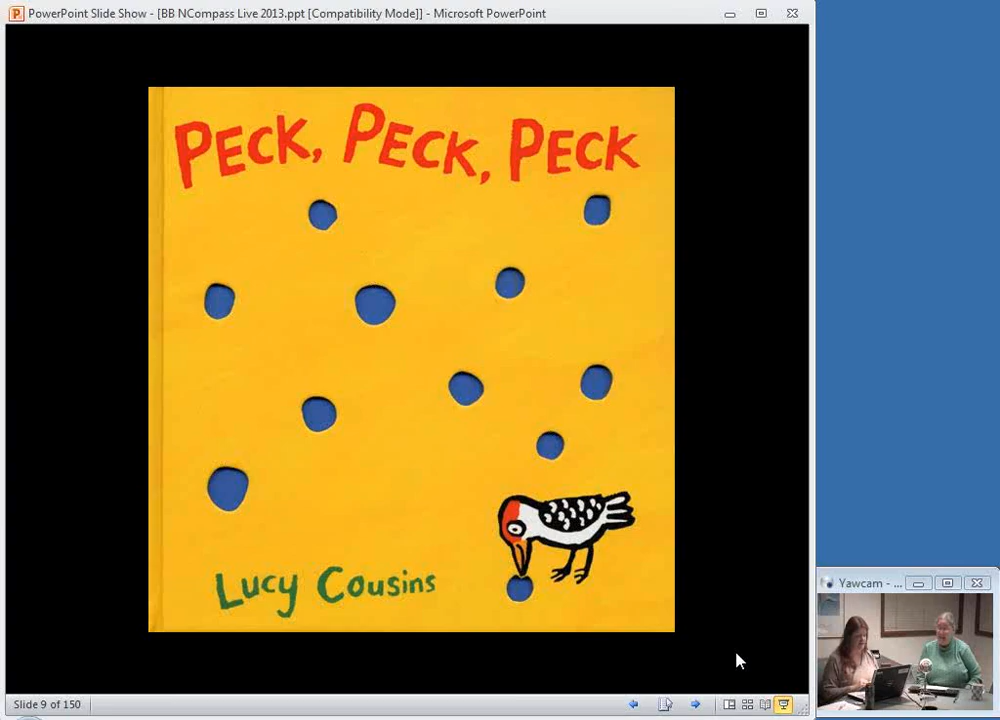 PowerPoint Slide Show - [BB NCompass Live 2013.ppt [Compatibility Mode]] - Microsoft PowerPoint
PECK, PECK, PECK
Lucy Cousins
Yawcam - ...
Slide 9 of 150